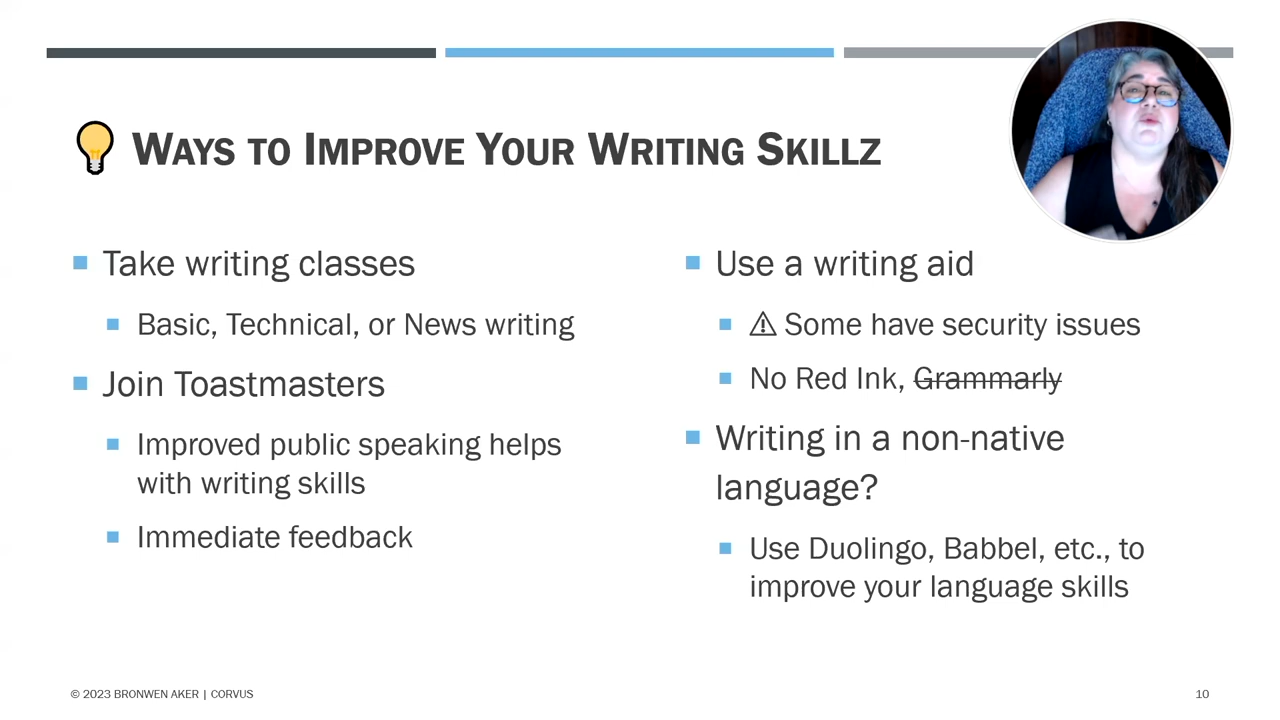 WAYS TO IMPROVE YOUR WRITING SKILLZ
Take writing classes
Basic, Technical, or News writing
Join Toastmasters
Improved public speaking helps
with writing skills
Immediate feedback
Use a writing aid
⚠ Some have security issues
No Red Ink, Grammarly
Writing in a non-native
language?
Use Duolingo, Babbel, etc., to
improve your language skills
© 2023 BRONWEN AKER | CORVUS
10